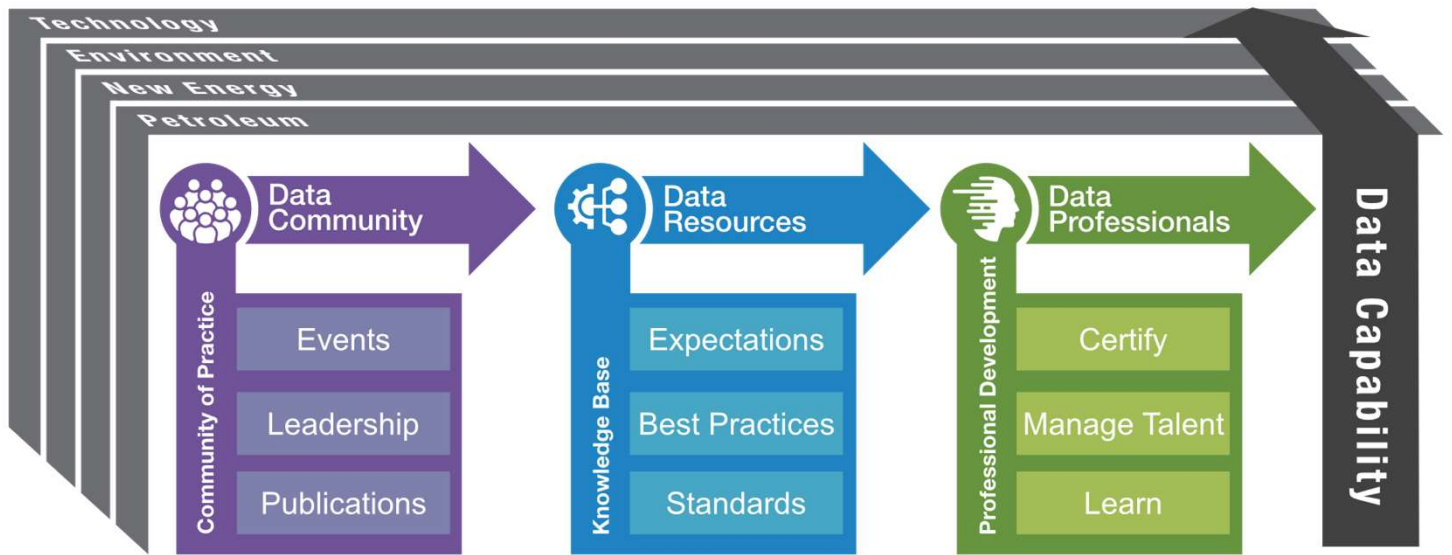 Technology
Environment
New Energy
Petroleum
Data
Community
Community of Practice
Events
Leadership
Publications
Data
Resources
Knowledge Base
Expectations
Best Practices
Standards
Data
Professionals
Professional Development
Certify
Manage Talent
Learn
Data Capability